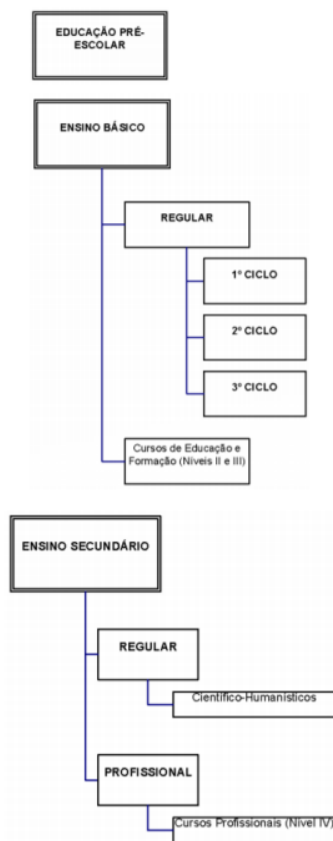 EDUCAÇÃO PRÉ-
ESCOLAR
ENSINO BÁSICO
REGULAR
1º CICLO
2º CICLO
3º CICLO
Cursos de Educação e
Formação (Níveis II e III)
ENSINO SECUNDÁRIO
REGULAR
Científico-Humanísticos
PROFISSIONAL
Cursos Profissionais (Nível IV)